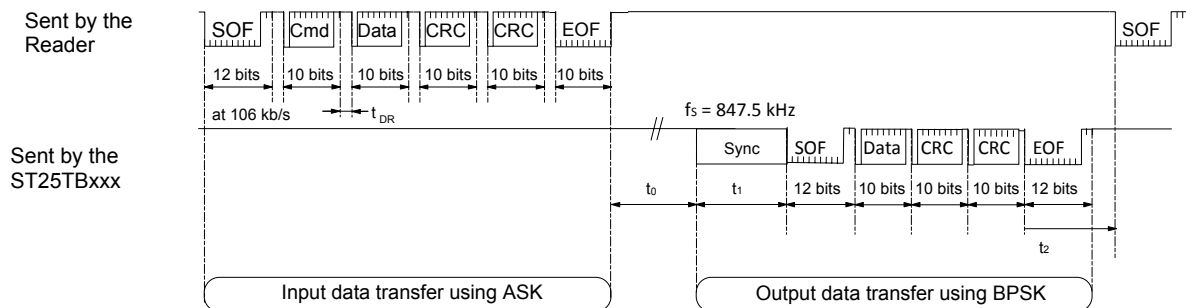 Sent by the Reader
SOF Cmd Data CRC CRC EOF SOF
12 bits 10 bits 10 bits 10 bits 10 bits 10 bits
at 106 kb/s tDR
fs = 847.5 kHz
Sent by the ST25TBxxx
Sync SOF Data CRC CRC EOF
t0 t1 12 bits 10 bits 10 bits 10 bits 12 bits
t2
Input data transfer using ASK Output data transfer using BPSK